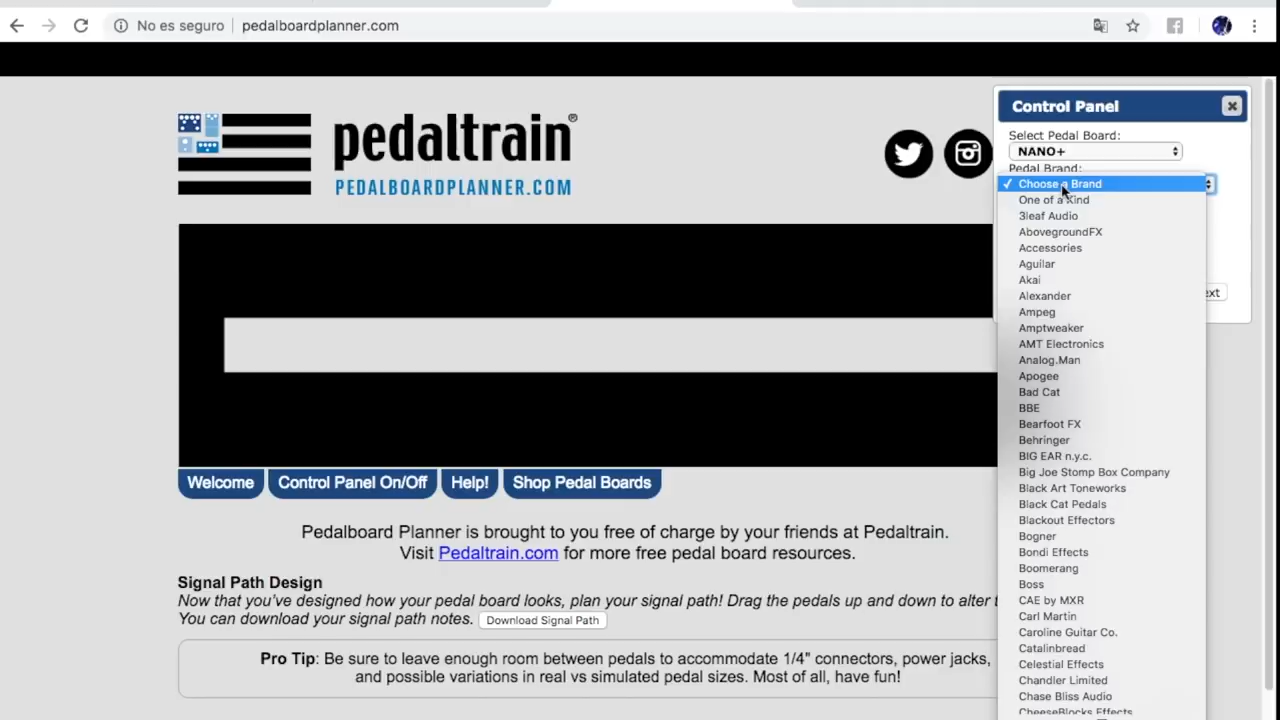 No es seguro
pedalboardplanner.com
pedaltrain®
PEDALBOARDPLANNER.COM
Control Panel
Select Pedal Board:
NANO+
Pedal Brand:
✓ Choose a Brand
One of a Kind
3leaf Audio
AbovegroundFX
Accessories
Aguilar
Akai
Alexander
Ampeg
Amptweaker
AMT Electronics
Analog.Man
Apogee
Bad Cat
BBE
Bearfoot FX
Behringer
BIG EAR n.y.c.
Big Joe Stomp Box Company
Black Art Toneworks
Black Cat Pedals
Blackout Effectors
Bogner
Bondi Effects
Boomerang
Boss
CAE by MXR
Carl Martin
Caroline Guitar Co.
Catalinbread
Celestial Effects
Chandler Limited
Chase Bliss Audio
CheeseBlocks Effects
ext
Welcome
Control Panel On/Off
Help!
Shop Pedal Boards
Pedalboard Planner is brought to you free of charge by your friends at Pedaltrain.
Visit Pedaltrain.com for more free pedal board resources.
Signal Path Design
Now that you've designed how your pedal board looks, plan your signal path! Drag the pedals up and down to alter t
You can download your signal path notes. Download Signal Path
Pro Tip: Be sure to leave enough room between pedals to accommodate 1/4" connectors, power jacks,
and possible variations in real vs simulated pedal sizes. Most of all, have fun!